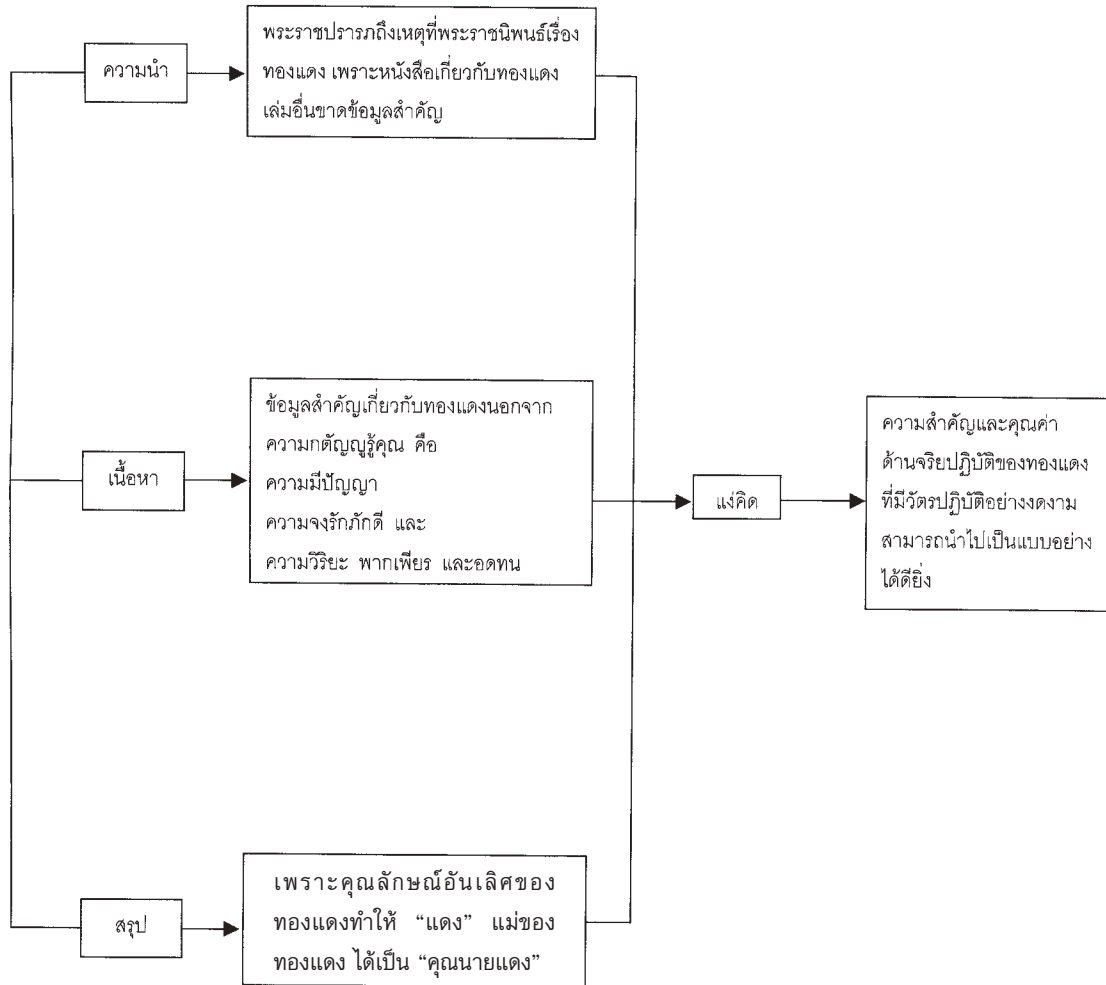 ความนำ
พระราชปรารภถึงเหตุที่พระราชนิพนธ์เรื่อง
ทองแดง เพราะหนังสือเกี่ยวกับทองแดง
เล่มอื่นขาดข้อมูลสำคัญ
เนื้อหา
ข้อมูลสำคัญเกี่ยวกับทองแดงนอกจาก
ความกตัญญูรู้คุณ คือ
ความมีปัญญา
ความจงรักภักดี และ
ความวิริยะ พากเพียร และอดทน
แง่คิด
ความสำคัญและคุณค่า
ด้านจริยปฏิบัติของทองแดง
ที่มีวัตรปฏิบัติอย่างงดงาม
สามารถนำไปเป็นแบบอย่าง
ได้ดียิ่ง
สรุป
เพราะคุณลักษณ์อันเลิศของ
ทองแดงทำให้ “แดง” แม่ของ
ทองแดง ได้เป็น “คุณนายแดง”